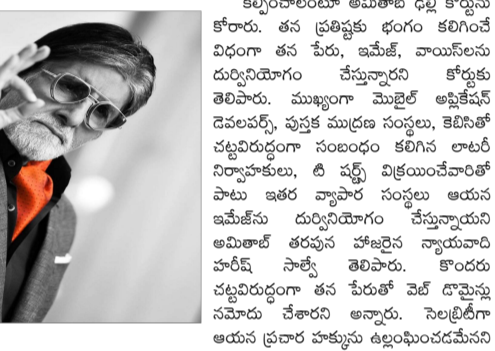 కల్పించాలంటూ అమితాబ్ ఢిల్లీ కోర్టును
కోరారు. తన ప్రతిష్టకు భంగం కలిగించే
విధంగా తన పేరు, ఇమేజ్, వాయిస్‌లను
దుర్వినియోగం చేస్తున్నారని కోర్టుకు
తెలిపారు. ముఖ్యంగా మొబైల్ అప్లికేషన్
డెవలపర్స్, పుస్తక ముద్రణ సంస్థలు, కెబిసితో
చట్టవిరుద్ధంగా సంబంధం కలిగిన లాటరీ
నిర్వాహకులు, టి షర్ట్స్ విక్రయించేవారితో
పాటు ఇతర వ్యాపార సంస్థలు ఆయన
ఇమేజ్‌ను దుర్వినియోగం చేస్తున్నాయని
అమితాబ్ తరపున హాజరైన న్యాయవాది
హరీష్ సాల్వే తెలిపారు. కొందరు
చట్టవిరుద్ధంగా తన పేరుతో వెబ్ డొమైన్లు
నమోదు చేశారని అన్నారు. సెలబ్రిటీగా
ఆయన ప్రచార హక్కును ఉల్లంఘించడమేనని